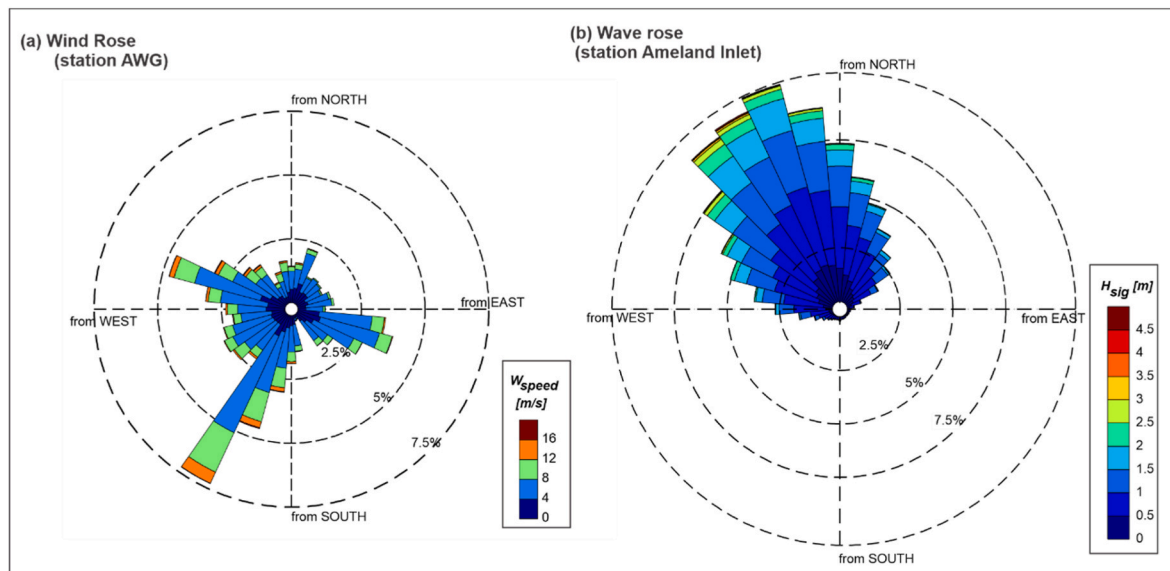 (a) Wind Rose
(station AWG)
from NORTH
from WEST
from EAST
from SOUTH
2.5%
5%
7.5%
Wspeed
[m/s]
16
12
8
4
0
(b) Wave rose
(station Ameland Inlet)
from NORTH
from WEST
from EAST
from SOUTH
2.5%
5%
7.5%
Hsig [m]
4.5
4
3.5
3
2.5
2
1.5
1
0.5
0